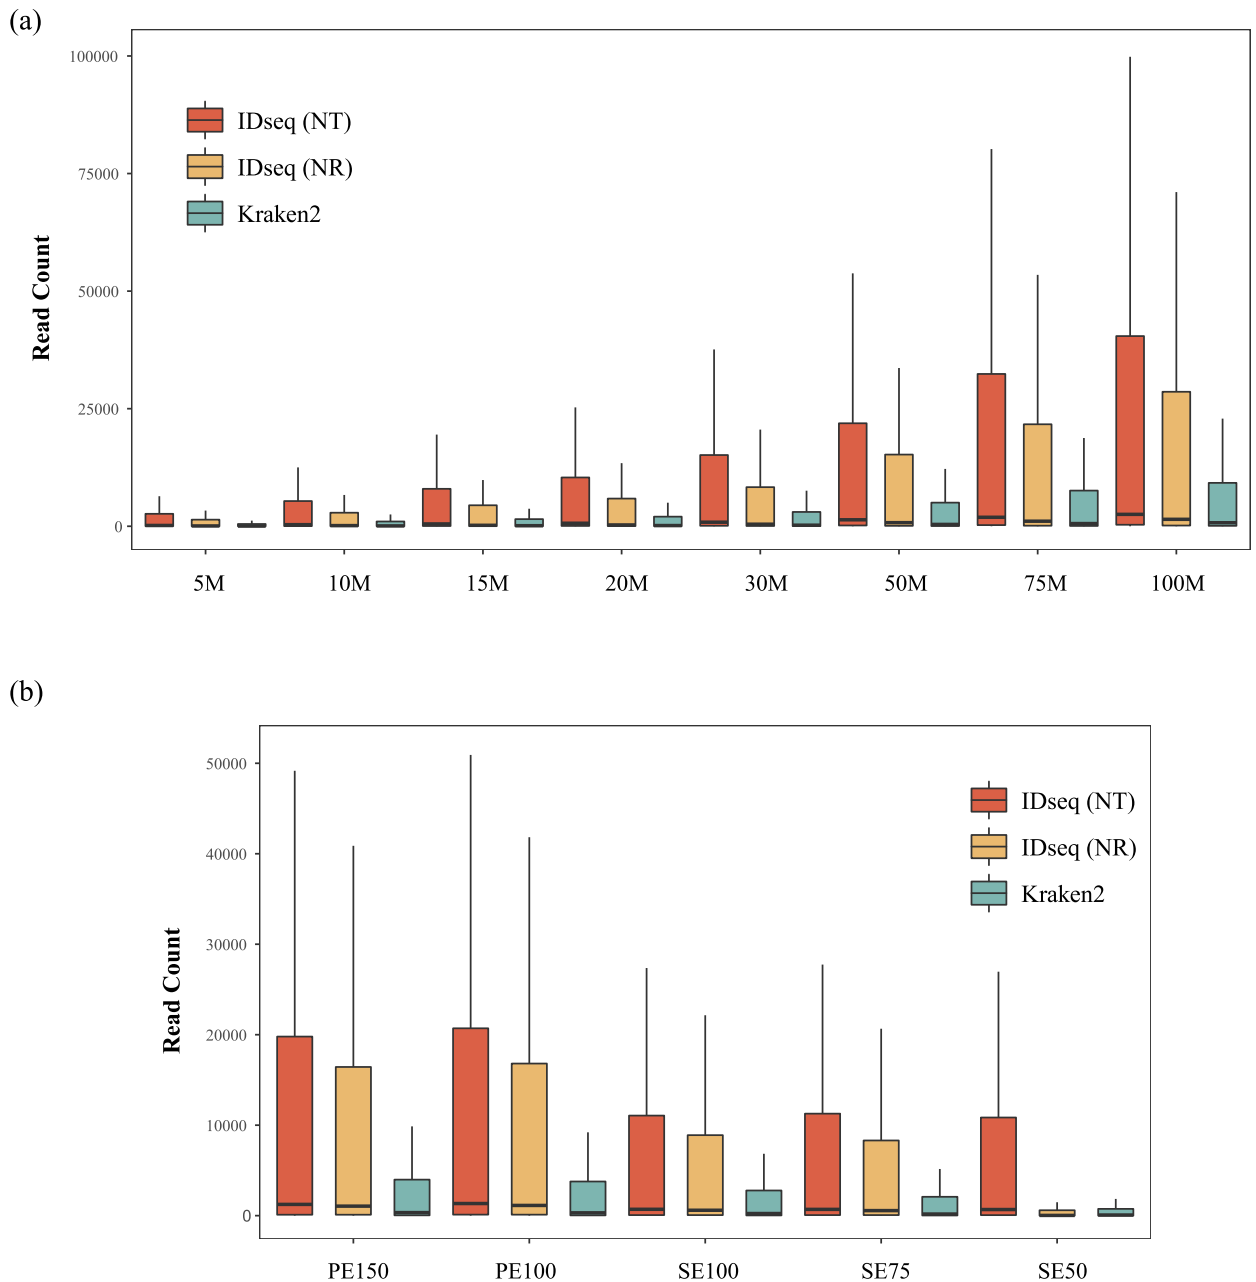 (a)
100000
75000
50000
25000
0
Read Count
IDseq (NT)
IDseq (NR)
Kraken2
5M 10M 15M 20M 30M 50M 75M 100M
(b)
50000
40000
30000
20000
10000
0
Read Count
IDseq (NT)
IDseq (NR)
Kraken2
PE150 PE100 SE100 SE75 SE50